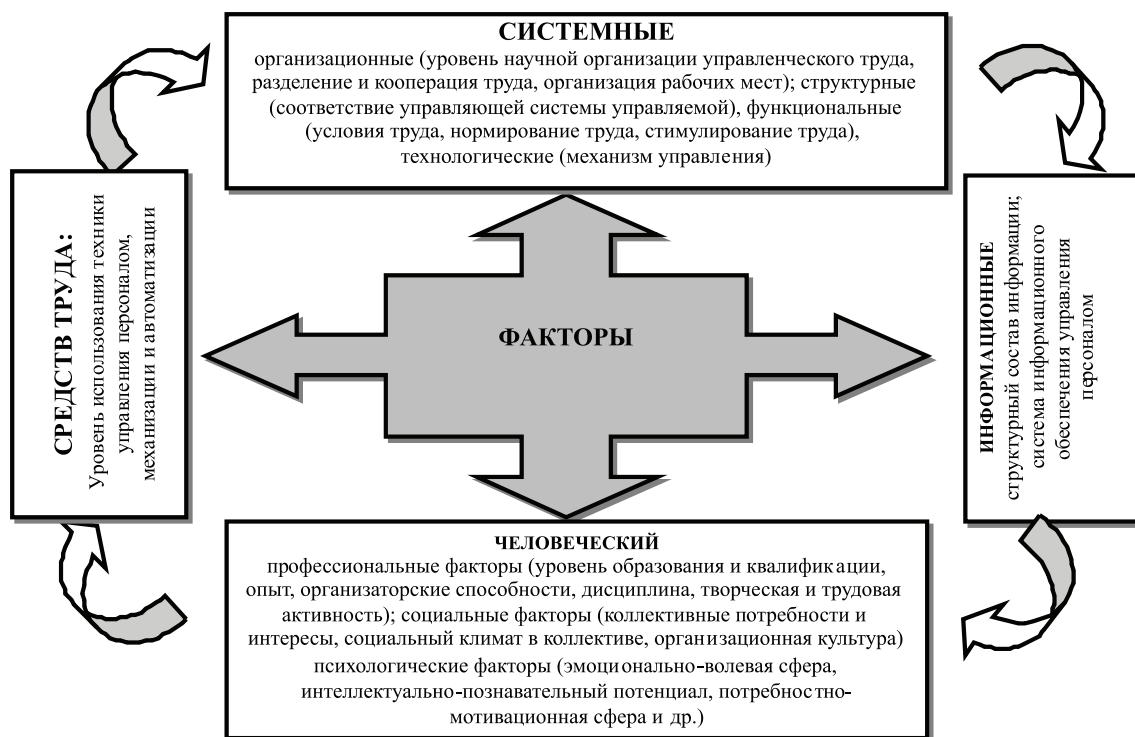 СИСТЕМНЫЕ
организационные (уровень научной организации управленческого труда,
разделение и кооперация труда, организация рабочих мест); структурные
(соответствие управляющей системы управляемой), функциональные
(условия труда, нормирование труда, стимулирование труда),
технологические (механизм управления)
СРЕДСТВ ТРУДА:
Уровень использования техники
управления персоналом,
механизации и автоматизации
ФАКТОРЫ
ИНФОРМАЦИОННЫЕ
структурный состав информации;
система информационного
обеспечения управления
персоналом
ЧЕЛОВЕЧЕСКИЙ
профессиональные факторы (уровень образования и квалификации,
опыт, организаторские способности, дисциплина, творческая и трудовая
активность); социальные факторы (коллективные потребности и
интересы, социальный климат в коллективе, организационная культура)
психологические факторы (эмоционально-волевая сфера,
интеллектуально-познавательный потенциал, потребностно-
мотивационная сфера и др.)